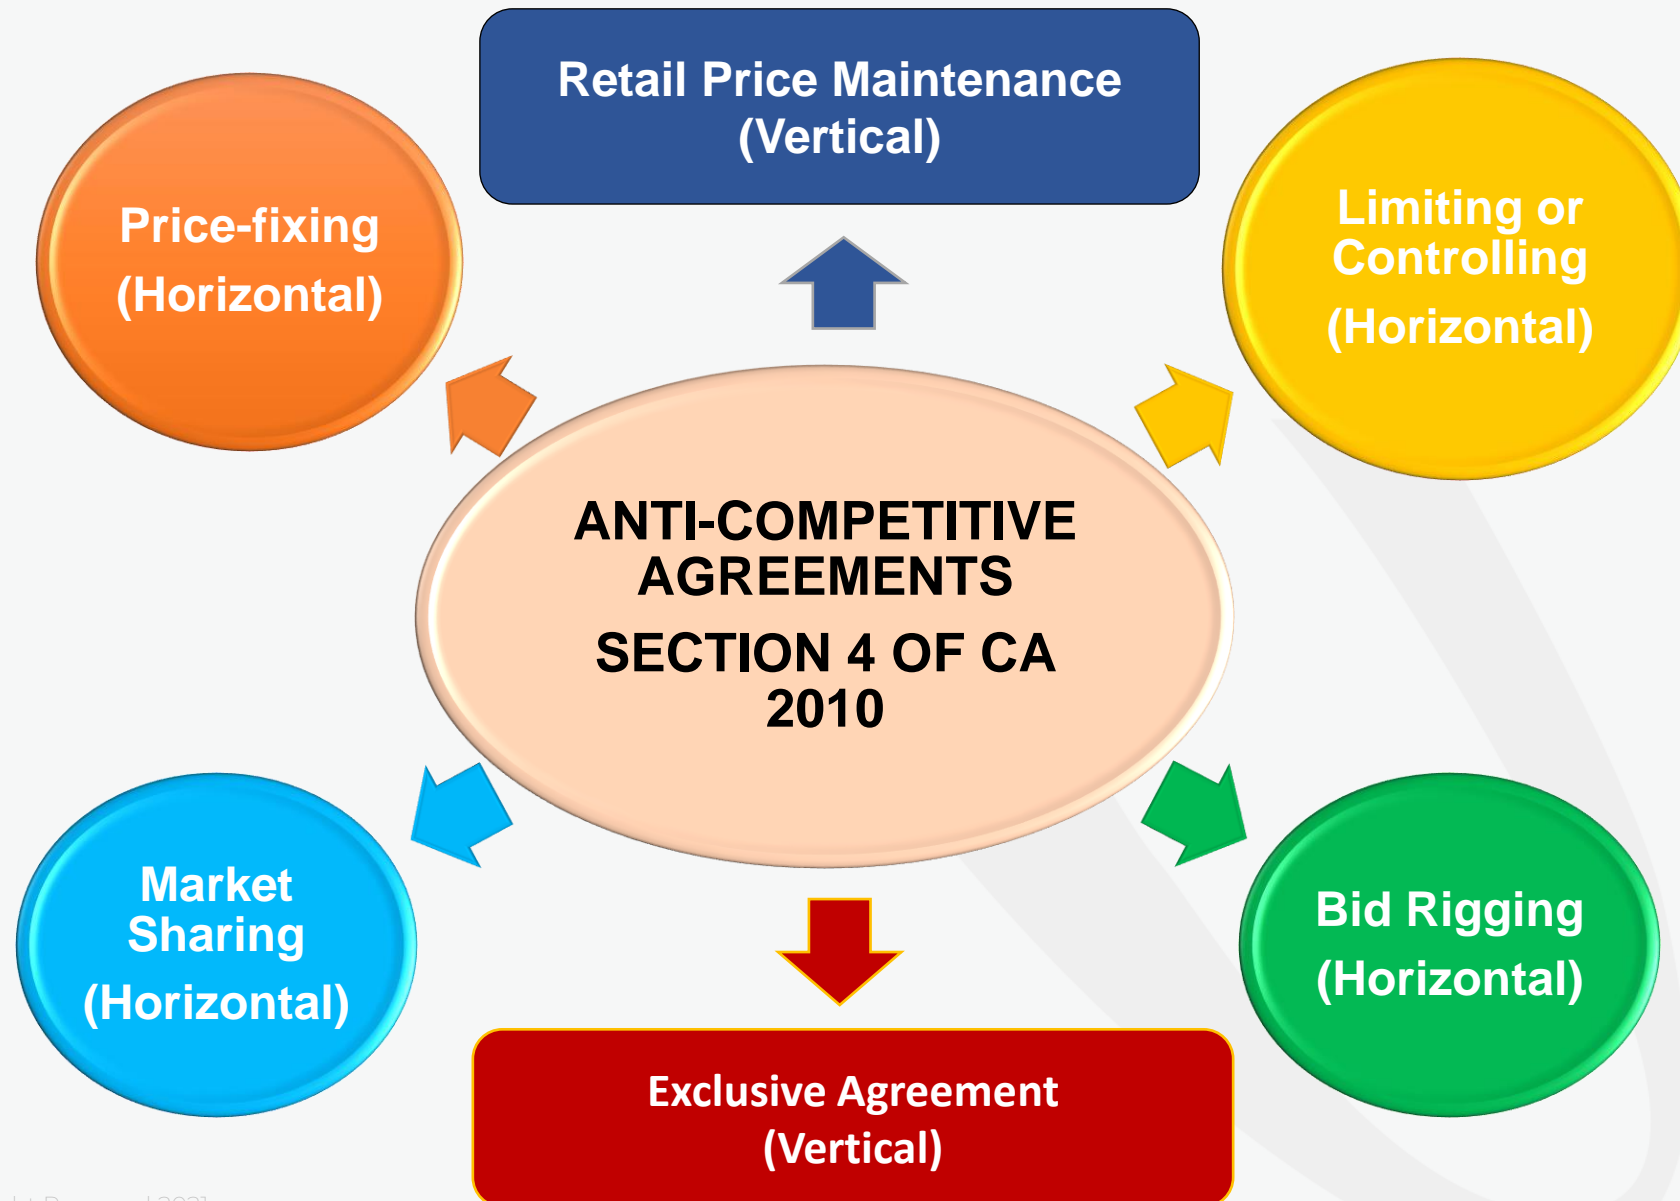 Retail Price Maintenance
(Vertical)
Price-fixing
(Horizontal)
Limiting or
Controlling
(Horizontal)
ANTI-COMPETITIVE
AGREEMENTS
SECTION 4 OF CA
2010
Market
Sharing
(Horizontal)
Bid Rigging
(Horizontal)
Exclusive Agreement
(Vertical)
2021